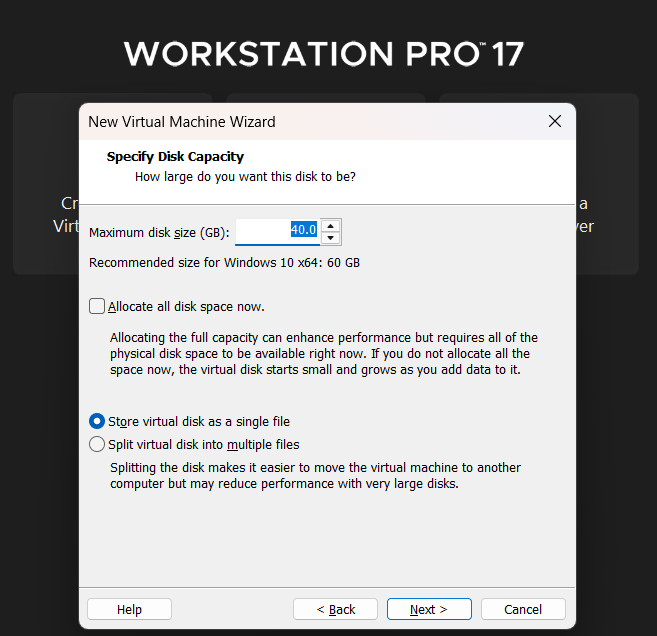 WORKSTATION PRO™ 17
New Virtual Machine Wizard
Specify Disk Capacity
How large do you want this disk to be?
Cr
a
Virt
ver
Maximum disk size (GB): 40.0
Recommended size for Windows 10 x64: 60 GB
Allocate all disk space now.
Allocating the full capacity can enhance performance but requires all of the
physical disk space to be available right now. If you do not allocate all the
space now, the virtual disk starts small and grows as you add data to it.
Store virtual disk as a single file
Split virtual disk into multiple files
Splitting the disk makes it easier to move the virtual machine to another
computer but may reduce performance with very large disks.
Help < Back Next > Cancel